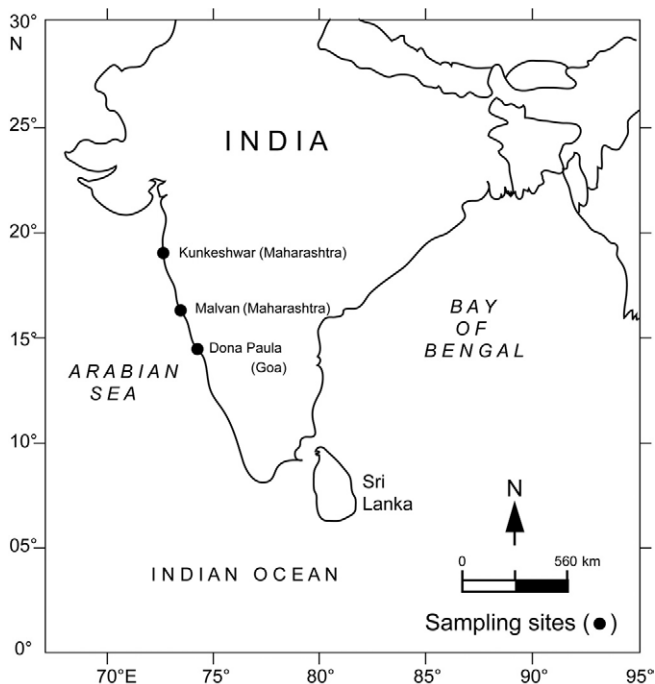 30°
N
25°
20°
15°
10°
05°
0°
INDIA
Kunkeshwar (Maharashtra)
Malvan (Maharashtra)
Dona Paula
(Goa)
ARABIAN
SEA
BAY
OF
BENGAL
Sri
Lanka
INDIAN OCEAN
N
0 560 km
Sampling sites (●)
70°E 75° 80° 85° 90° 95°